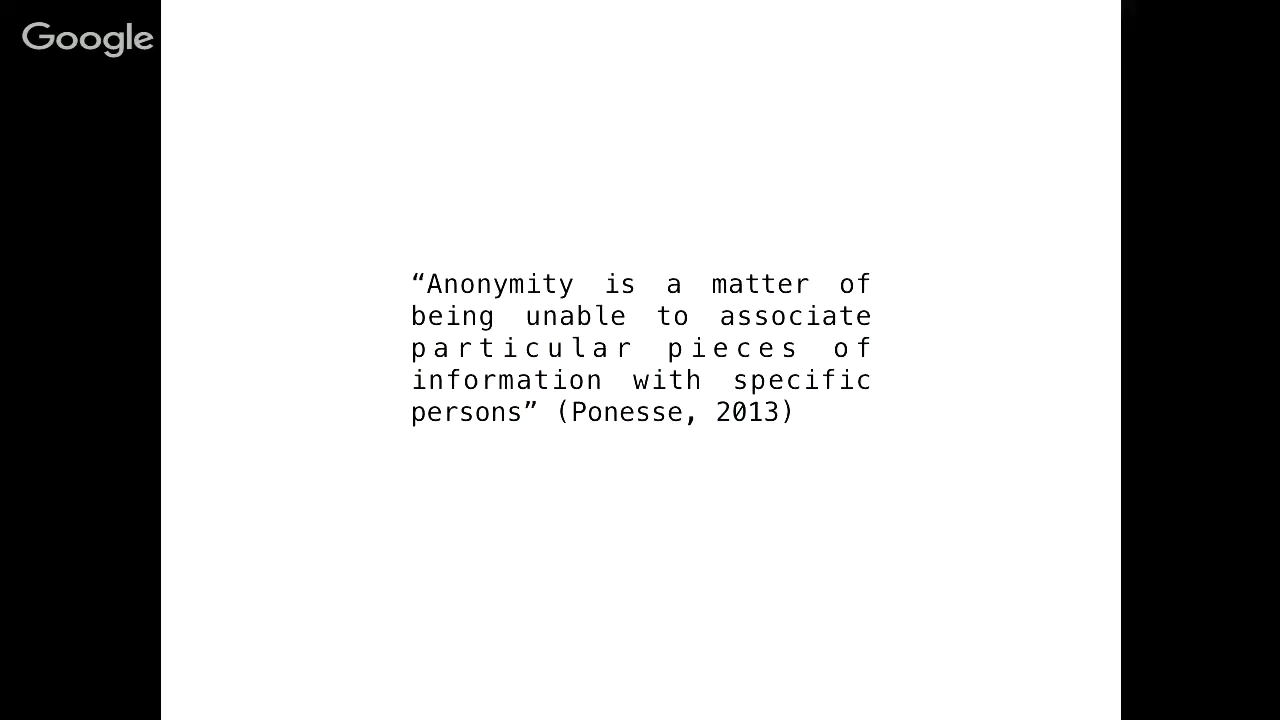 Google
“Anonymity is a matter of
being unable to associate
particular pieces of
information with specific
persons” (Ponesse, 2013)